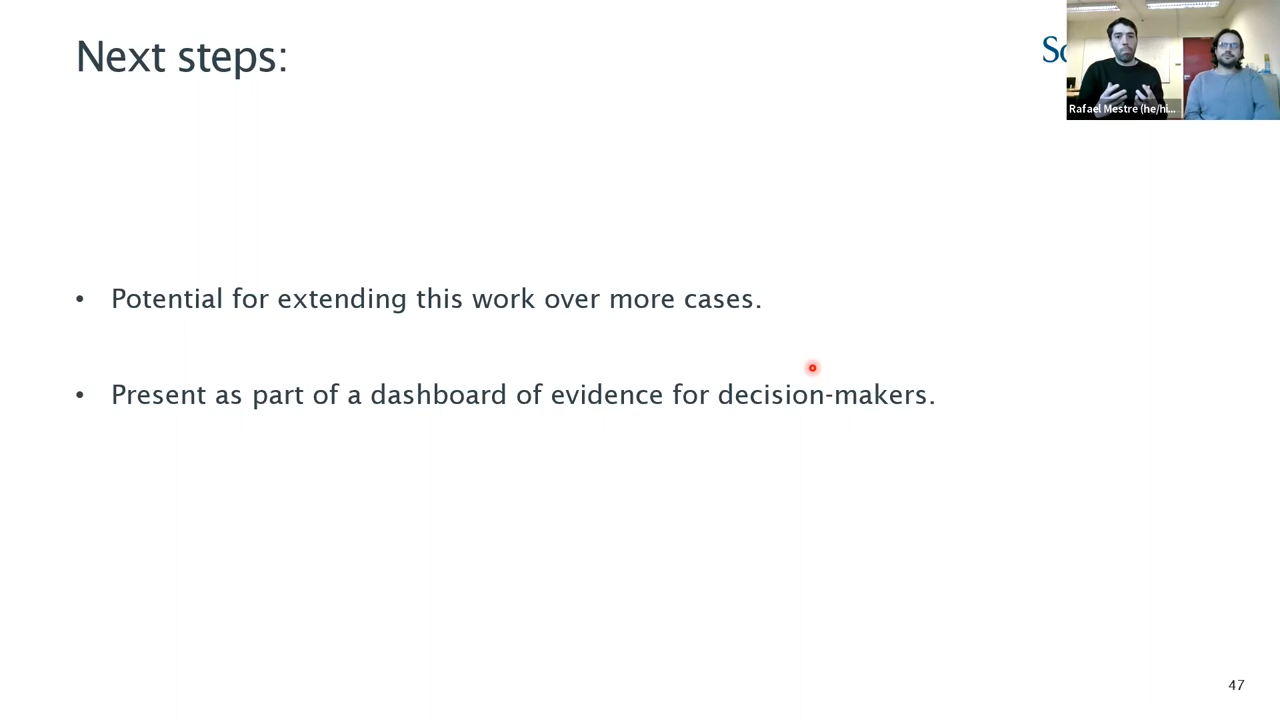 Next steps:
Rafael Mestre (he/hi...
• Potential for extending this work over more cases.
• Present as part of a dashboard of evidence for decision-makers.
47